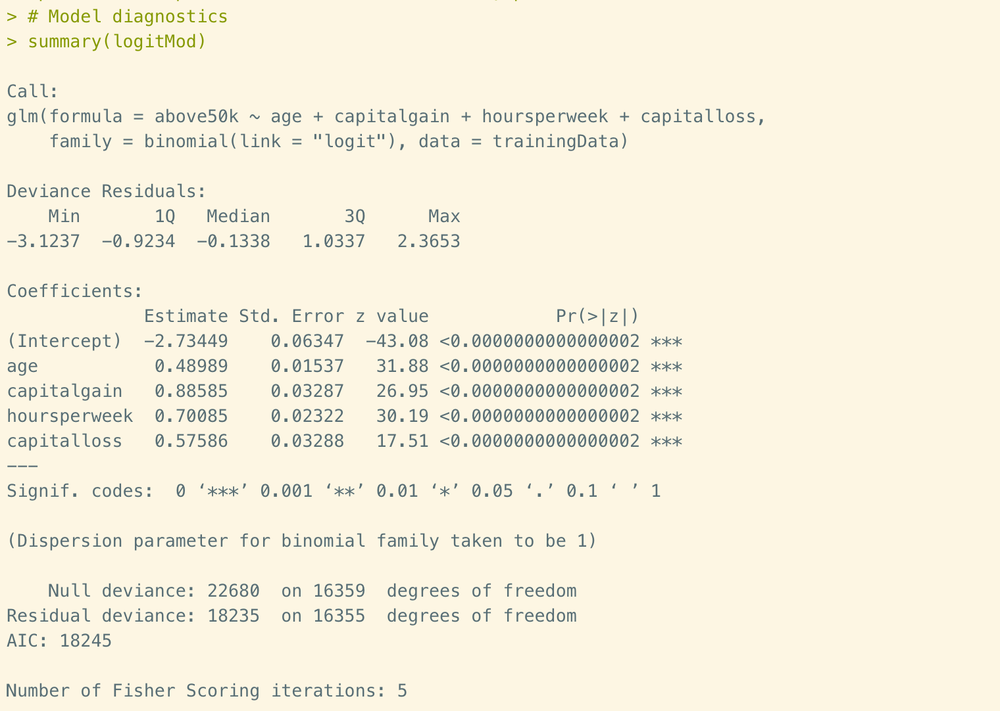 > # Model diagnostics
> summary(logitMod)

Call:
glm(formula = above50k ~ age + capitalgain + hoursperweek + capitalloss,
    family = binomial(link = "logit"), data = trainingData)

Deviance Residuals:
    Min       1Q   Median       3Q      Max
−3.1237  −0.9234  −0.1338   1.0337   2.3653

Coefficients:
             Estimate Std. Error z value            Pr(>|z|)
(Intercept)  −2.73449    0.06347  −43.08 <0.0000000000000002 ***
age           0.48989    0.01537   31.88 <0.0000000000000002 ***
capitalgain   0.88585    0.03287   26.95 <0.0000000000000002 ***
hoursperweek  0.70085    0.02322   30.19 <0.0000000000000002 ***
capitalloss   0.57586    0.03288   17.51 <0.0000000000000002 ***
−−−
Signif. codes:  0 ‘***’ 0.001 ‘**’ 0.01 ‘*’ 0.05 ‘.’ 0.1 ‘ ’ 1

(Dispersion parameter for binomial family taken to be 1)

    Null deviance: 22680  on 16359  degrees of freedom
Residual deviance: 18235  on 16355  degrees of freedom
AIC: 18245

Number of Fisher Scoring iterations: 5